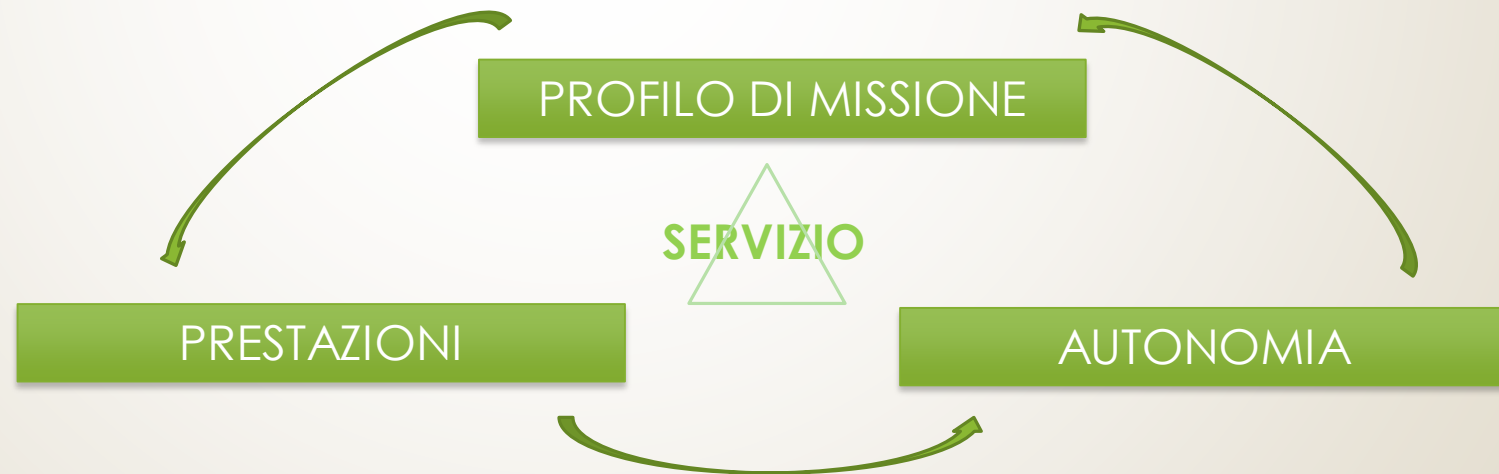 PROFILO DI MISSIONE
SERVIZIO
PRESTAZIONI
AUTONOMIA